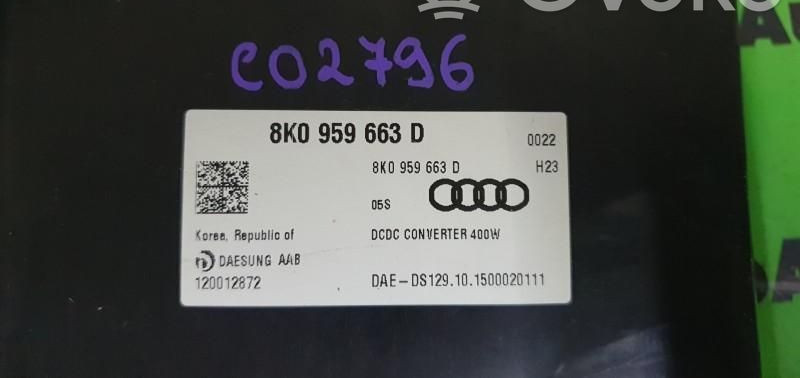 C02796
8K0 959 663 D
0022
8K0 959 663 D
H23
05S
Korea, Republic of
DCDC CONVERTER 400W
DAESUNG AAB
120012872
DAE-DS129.10.1500020111